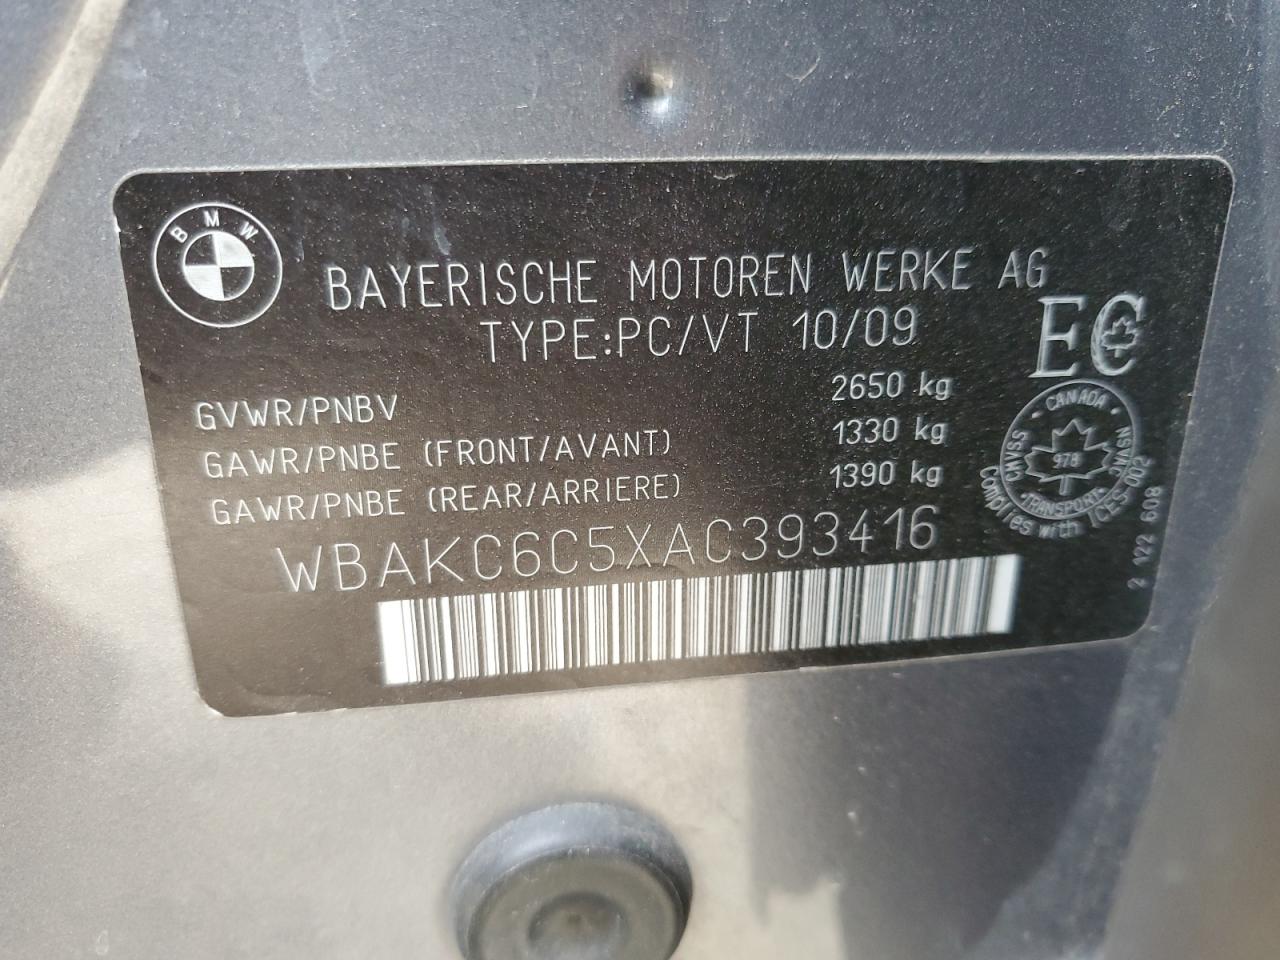 BMW
BAYERISCHE MOTOREN WERKE AG
TYPE:PC/VT 10/09
EC
GVWR/PNBV 2650 kg
GAWR/PNBE (FRONT/AVANT) 1330 kg
GAWR/PNBE (REAR/ARRIERE) 1390 kg
WBAKC6C5XAC393416
CANADA
CMVSS
NSVAC
978
TRANSPORT
Complies with ICES-002
2 122 608